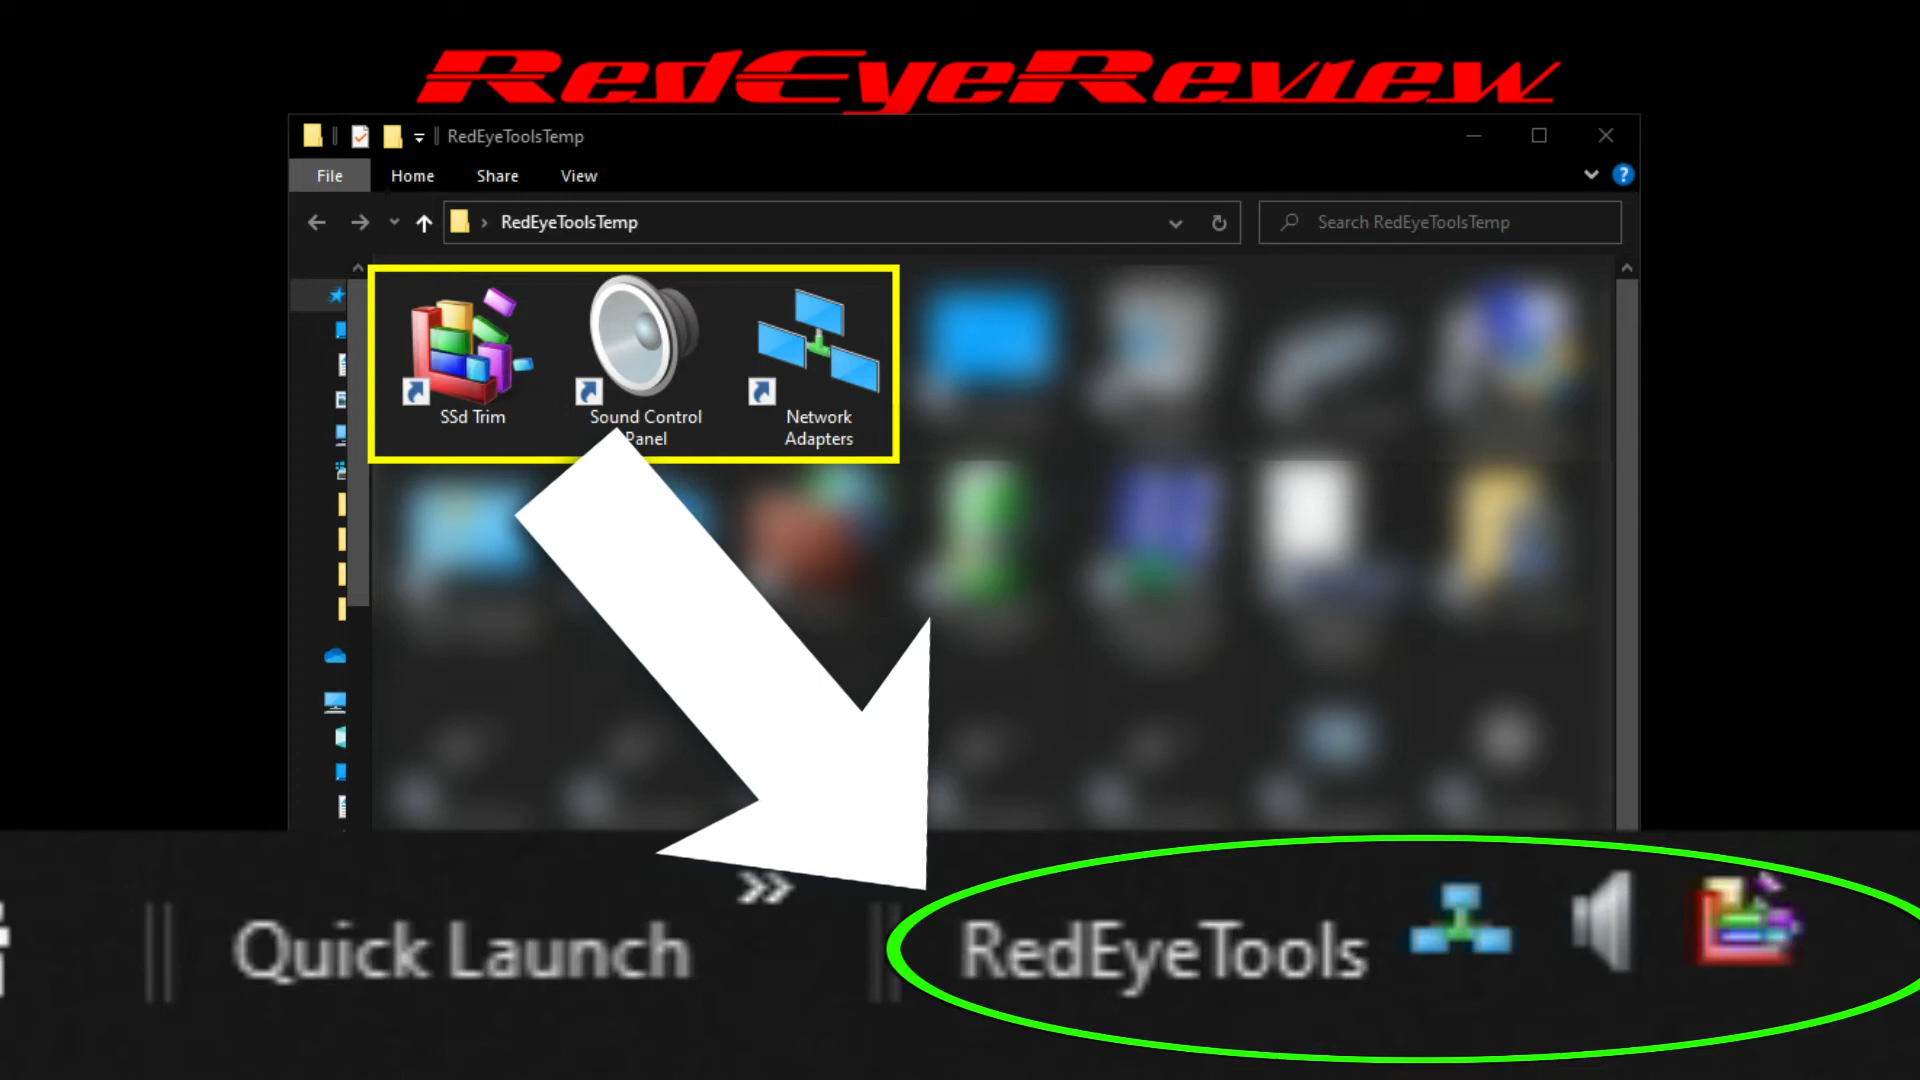 RedEyeReview
RedEyeToolsTemp
File Home Share View
?
RedEyeToolsTemp
Search RedEyeToolsTemp
SSd Trim
Sound Control
Panel
Network
Adapters
Quick Launch
RedEyeTools